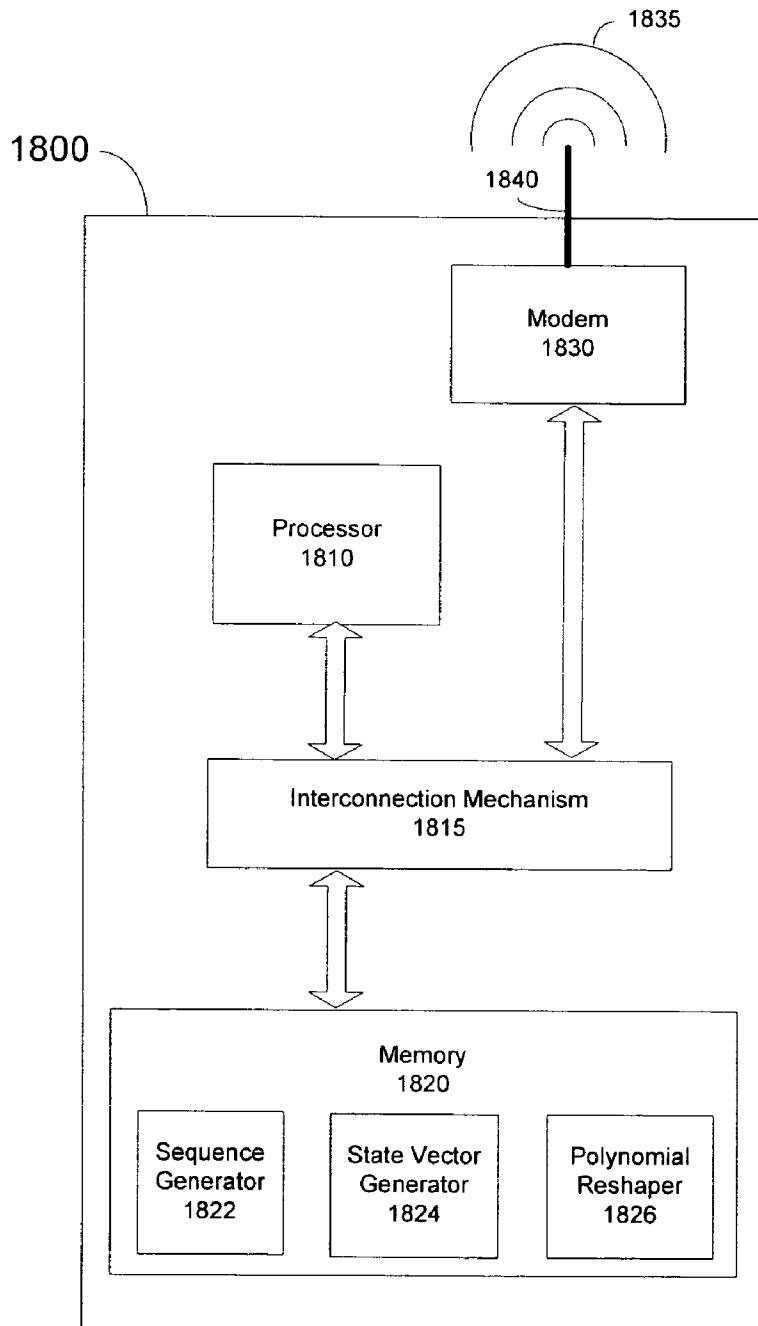 1835
1800
1840
Modem
1830
Processor
1810
Interconnection Mechanism
1815
Memory
1820
Sequence
Generator
1822
State Vector
Generator
1824
Polynomial
Reshaper
1826